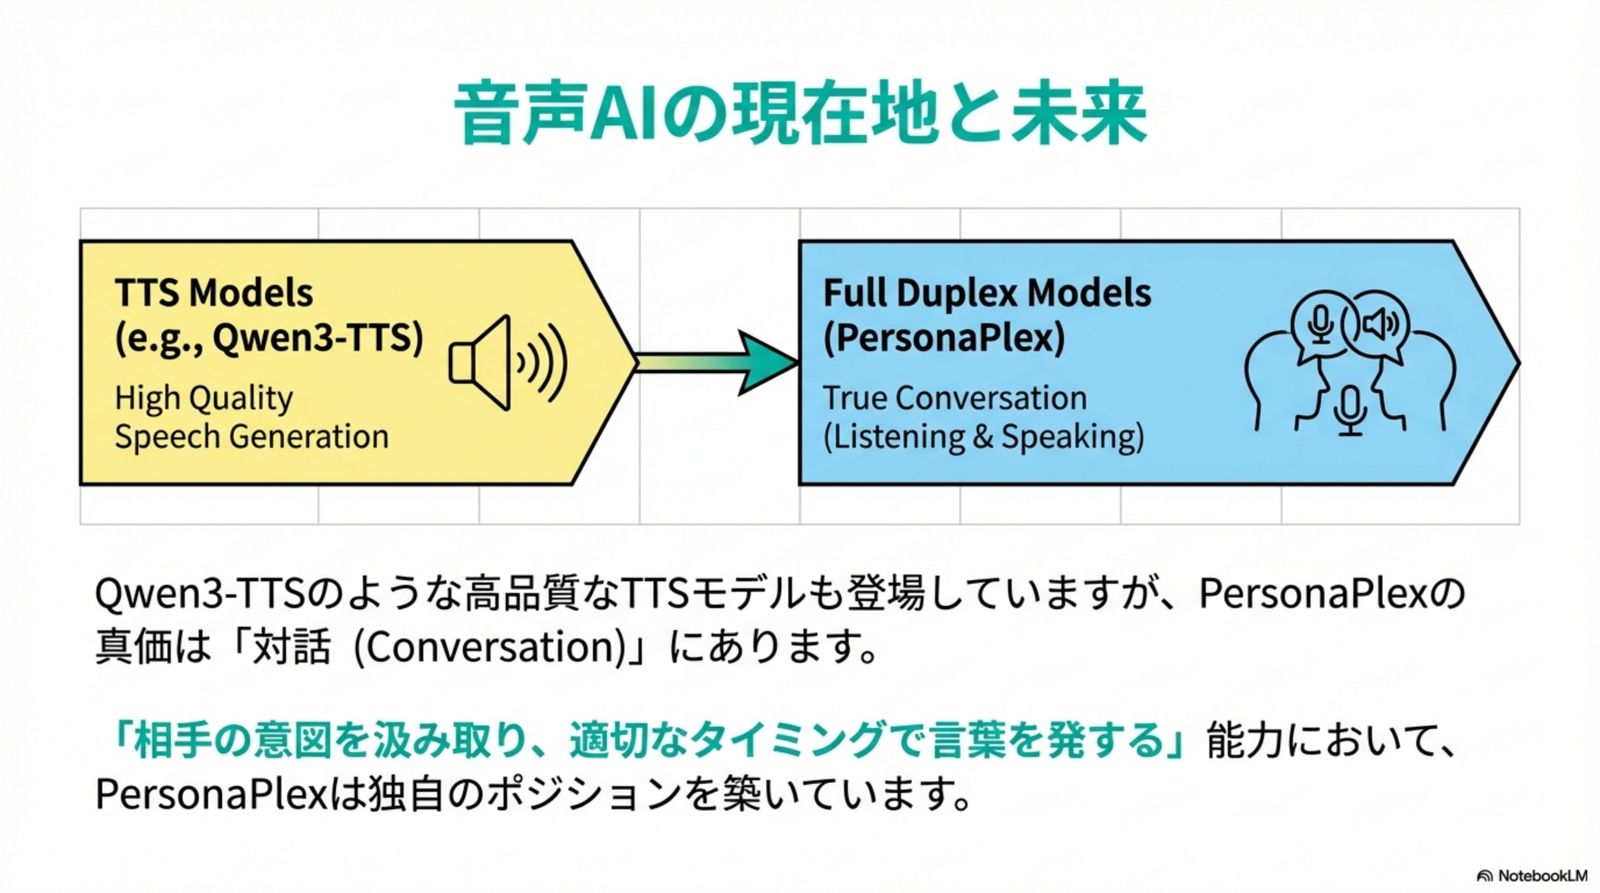 音声AIの現在地と未来
TTS Models
(e.g., Qwen3-TTS)
High Quality
Speech Generation
Full Duplex Models
(PersonaPlex)
True Conversation
(Listening & Speaking)
Qwen3-TTSのような高品質なTTSモデルも登場していますが、PersonaPlexの
真価は「対話 (Conversation)」にあります。
「相手の意図を汲み取り、適切なタイミングで言葉を発する」能力において、
PersonaPlexは独自のポジションを築いています。
NotebookLM